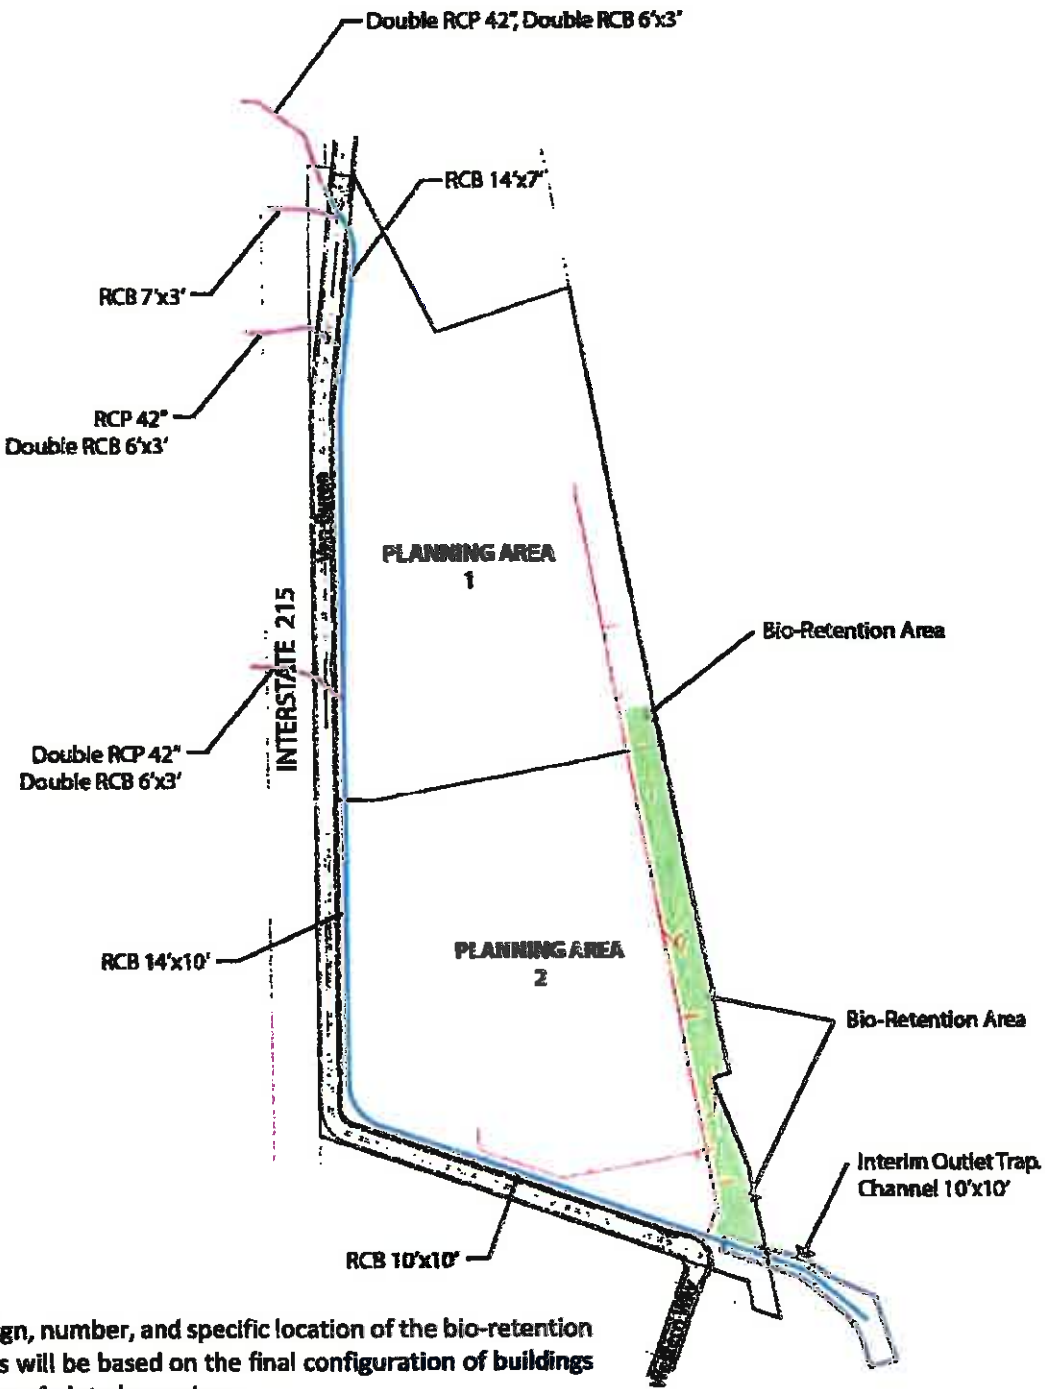 Double RCP 42", Double RCB 6'x3'
RCB 14'x7'
RCB 7'x3'
RCP 42"
Double RCB 6'x3'
PLANNING AREA
1
INTERSTATE 215
Bio-Retention Area
Double RCP 42"
Double RCB 6'x3'
PLANNING AREA
2
RCB 14'x10'
Bio-Retention Area
Interim Outlet Trap.
Channel 10'x10'
RCB 10'x10'
gn, number, and specific location of the bio-retention
s will be based on the final configuration of buildings